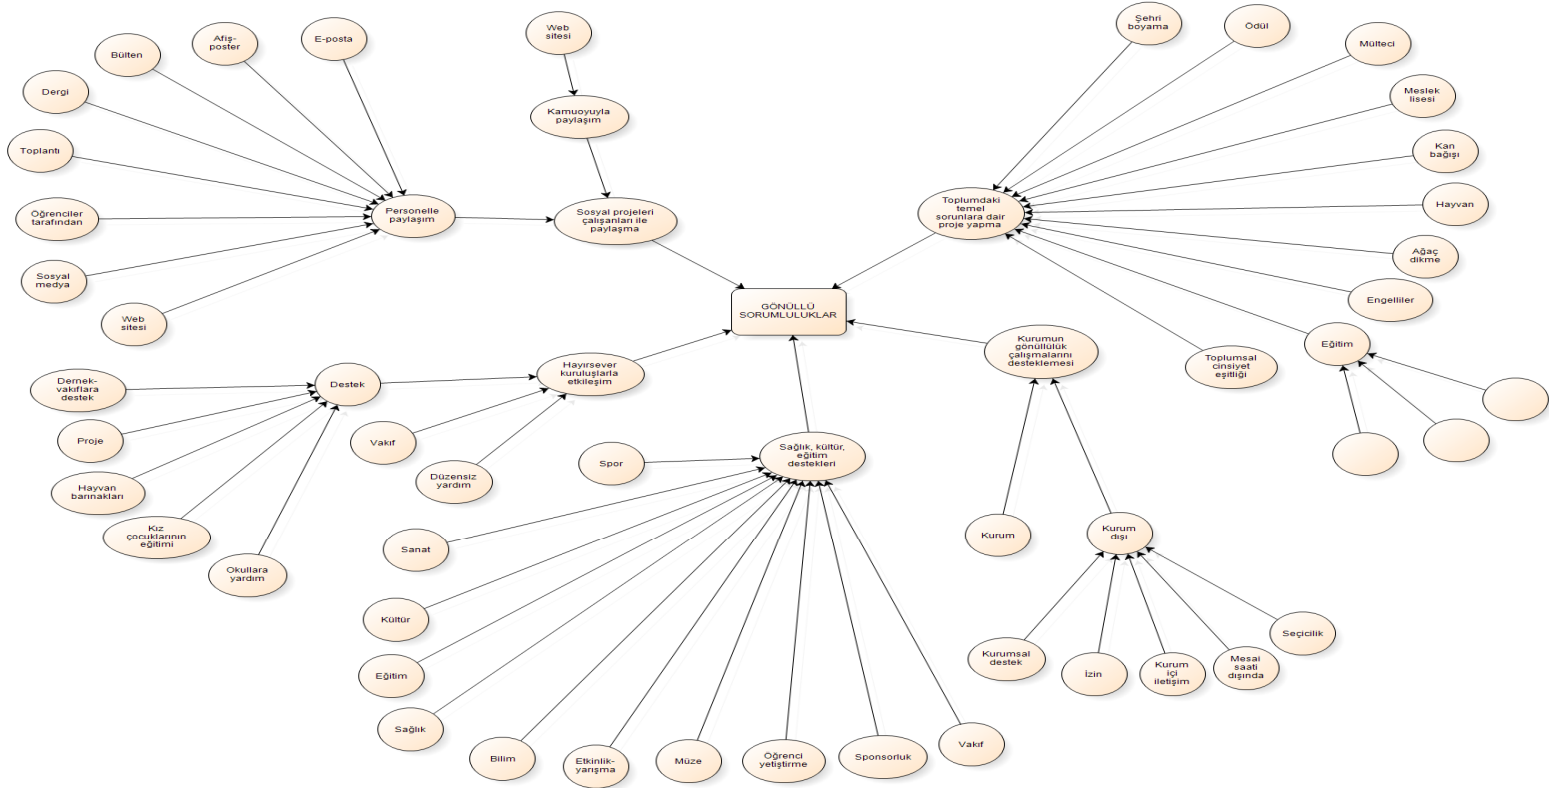 Şehri
boyama
Ödül
Web
sitesi
Afiş-
poster
E-posta
Mülteci
Bülten
Dergi
Meslek
lisesi
Kamuoyuyla
paylaşım
Toplantı
Kan
bağışı
Hayvan
Öğrenciler
tarafından
Personelle
paylaşım
Sosyal projeleri
çalışanları ile
paylaşma
Toplumdaki
temel
sorunlara dair
proje yapma
Ağaç
dikme
Sosyal
medya
Engelliler
Web
sitesi
GÖNÜLLÜ
SORUMLULUKLAR
Kurumun
gönüllülük
çalışmalarını
desteklemesi
Eğitim
Toplumsal
cinsiyet
eşitliği
Hayırsever
kuruluşlarla
etkileşim
Destek
Dernek-
vakıflara
destek
Proje
Vakıf
Sağlık, kültür,
eğitim
destekleri
Spor
Düzensiz
yardım
Hayvan
barınakları
Kız
çocuklarının
eğitimi
Okullara
yardım
Sanat
Kurum
Kurum
dışı
Kültür
Seçicilik
Kurumsal
destek
İzin
Kurum
içi
iletişim
Mesai
saati
dışında
Eğitim
Sağlık
Bilim
Etkinlik-
yarışma
Müze
Öğrenci
yetiştirme
Sponsorluk
Vakıf